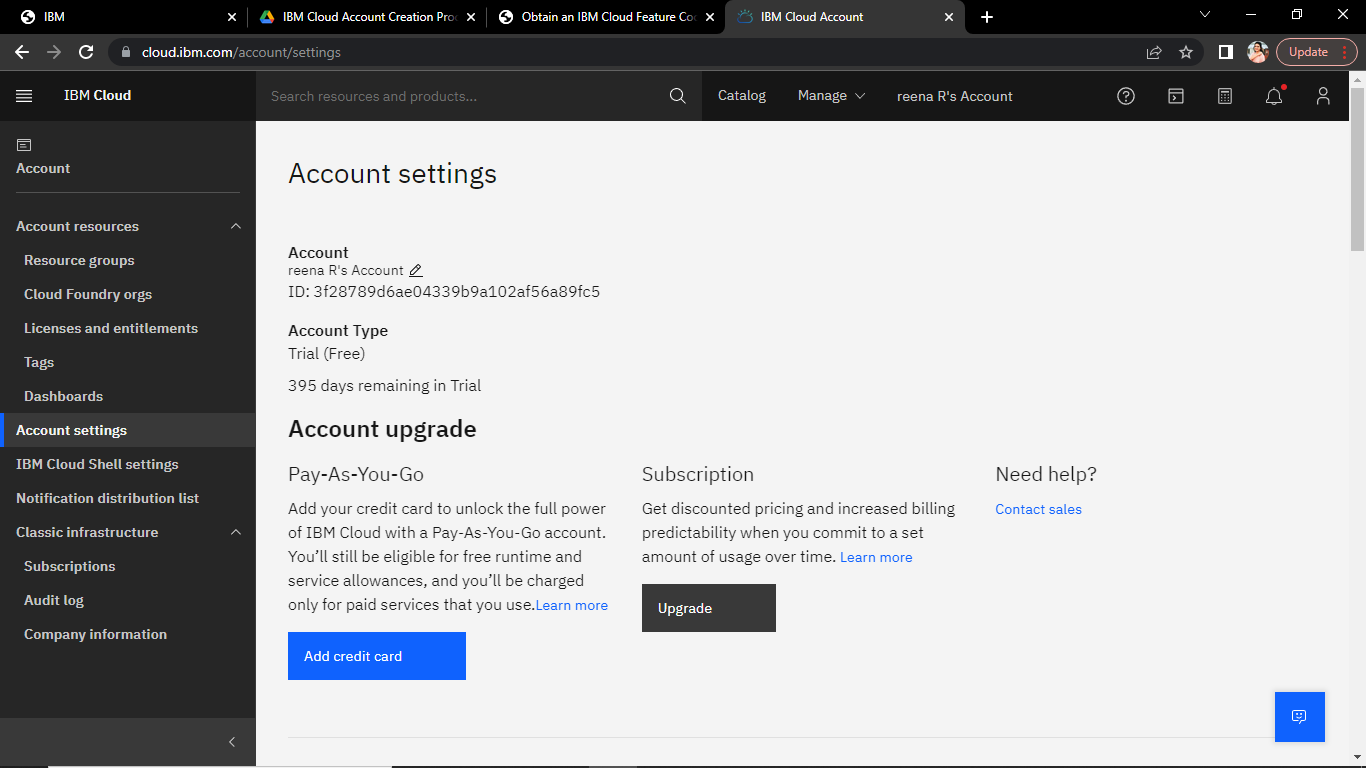 IBM
IBM Cloud Account Creation Pro
Obtain an IBM Cloud Feature Co
IBM Cloud Account
cloud.ibm.com/account/settings
Update
IBM Cloud
Search resources and products...
Catalog
Manage
reena R's Account
Account
Account resources
Resource groups
Cloud Foundry orgs
Licenses and entitlements
Tags
Dashboards
Account settings
IBM Cloud Shell settings
Notification distribution list
Classic infrastructure
Subscriptions
Audit log
Company information
Account settings
Account
reena R's Account
ID: 3f28789d6ae04339b9a102af56a89fc5
Account Type
Trial (Free)
395 days remaining in Trial
Account upgrade
Pay-As-You-Go
Add your credit card to unlock the full power
of IBM Cloud with a Pay-As-You-Go account.
You’ll still be eligible for free runtime and
service allowances, and you’ll be charged
only for paid services that you use.Learn more
Add credit card
Subscription
Get discounted pricing and increased billing
predictability when you commit to a set
amount of usage over time. Learn more
Upgrade
Need help?
Contact sales